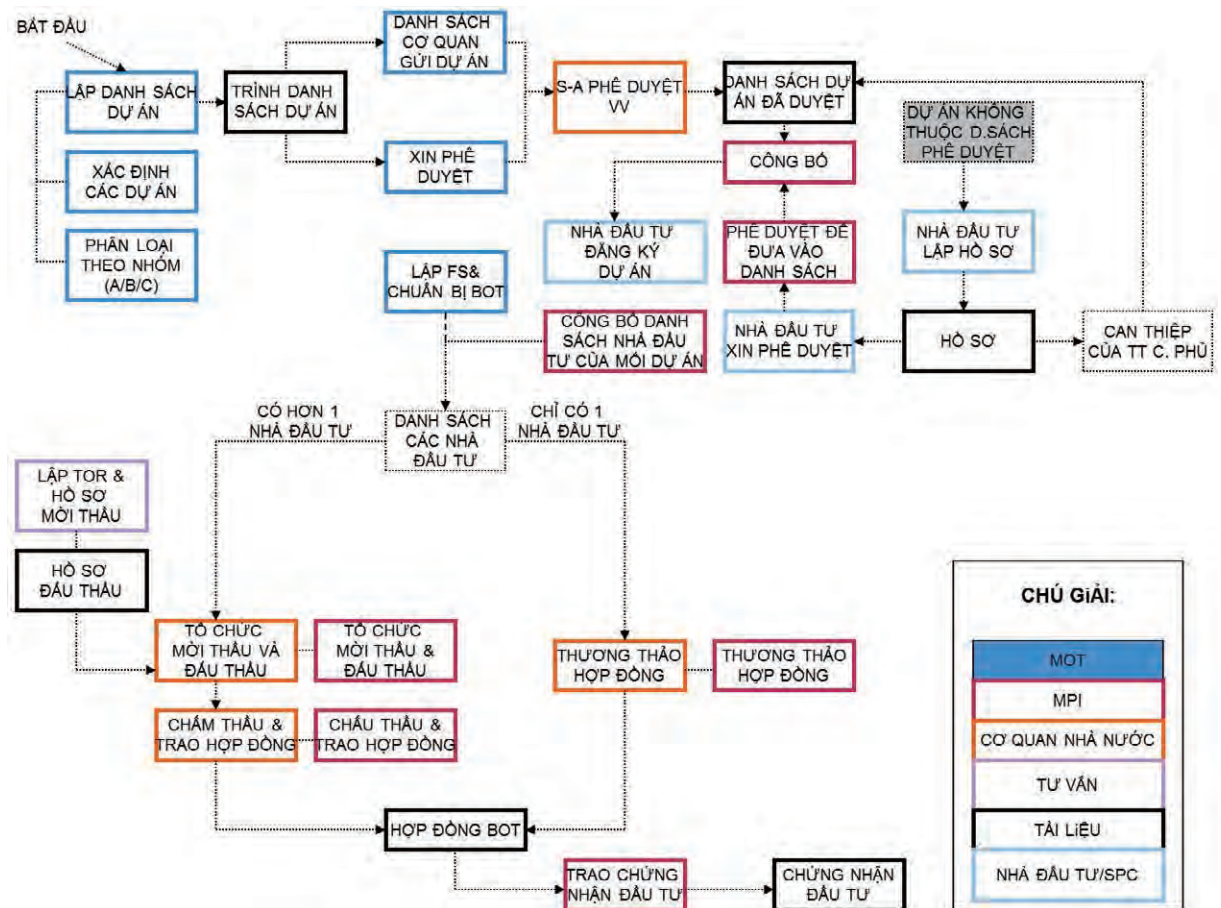 BẮT ĐẦU
LẬP DANH SÁCH
DỰ ÁN
XÁC ĐỊNH
CÁC DỰ ÁN
PHÂN LOẠI
THEO NHÓM
(A/B/C)
TRÌNH DANH
SÁCH DỰ ÁN
DANH SÁCH
CƠ QUAN
GỬI DỰ ÁN
XIN PHÊ
DUYỆT
S-A PHÊ DUYỆT
VV
DANH SÁCH DỰ
ÁN ĐÃ DUYỆT
CÔNG BỐ
DỰ ÁN KHÔNG
THUỘC D.SÁCH
PHÊ DUYỆT
NHÀ ĐẦU TƯ
ĐĂNG KÝ
DỰ ÁN
PHÊ DUYỆT ĐỂ
ĐƯA VÀO
DANH SÁCH
NHÀ ĐẦU TƯ
LẬP HỒ SƠ
LẬP FS&
CHUẨN BỊ BOT
CÔNG BỐ DANH
SÁCH NHÀ ĐẦU
TƯ CỦA MỖI DỰ ÁN
NHÀ ĐẦU TƯ
XIN PHÊ DUYỆT
HỒ SƠ
CAN THIỆP
CỦA TT C. PHỦ
CÓ HƠN 1
NHÀ ĐẦU TƯ
DANH SÁCH
CÁC NHÀ
ĐẦU TƯ
CHỈ CÓ 1
NHÀ ĐẦU TƯ
LẬP TOR &
HỒ SƠ
MỜI THẦU
HỒ SƠ
ĐẤU THẦU
TỔ CHỨC
MỜI THẦU VÀ
ĐẤU THẦU
TỔ CHỨC
MỜI THẦU &
ĐẤU THẦU
THƯƠNG THẢO
HỢP ĐỒNG
THƯƠNG THẢO
HỢP ĐỒNG
CHẤM THẦU &
TRAO HỢP ĐỒNG
CHẤU THẦU &
TRAO HỢP ĐỒNG
HỢP ĐỒNG BOT
TRAO CHỨNG
NHẬN ĐẦU TƯ
CHỨNG NHẬN
ĐẦU TƯ
CHÚ GiẢI:
MOT
MPI
CƠ QUAN NHÀ NƯỚC
TƯ VẤN
TÀI LiỆU
NHÀ ĐẦU TƯ/SPC